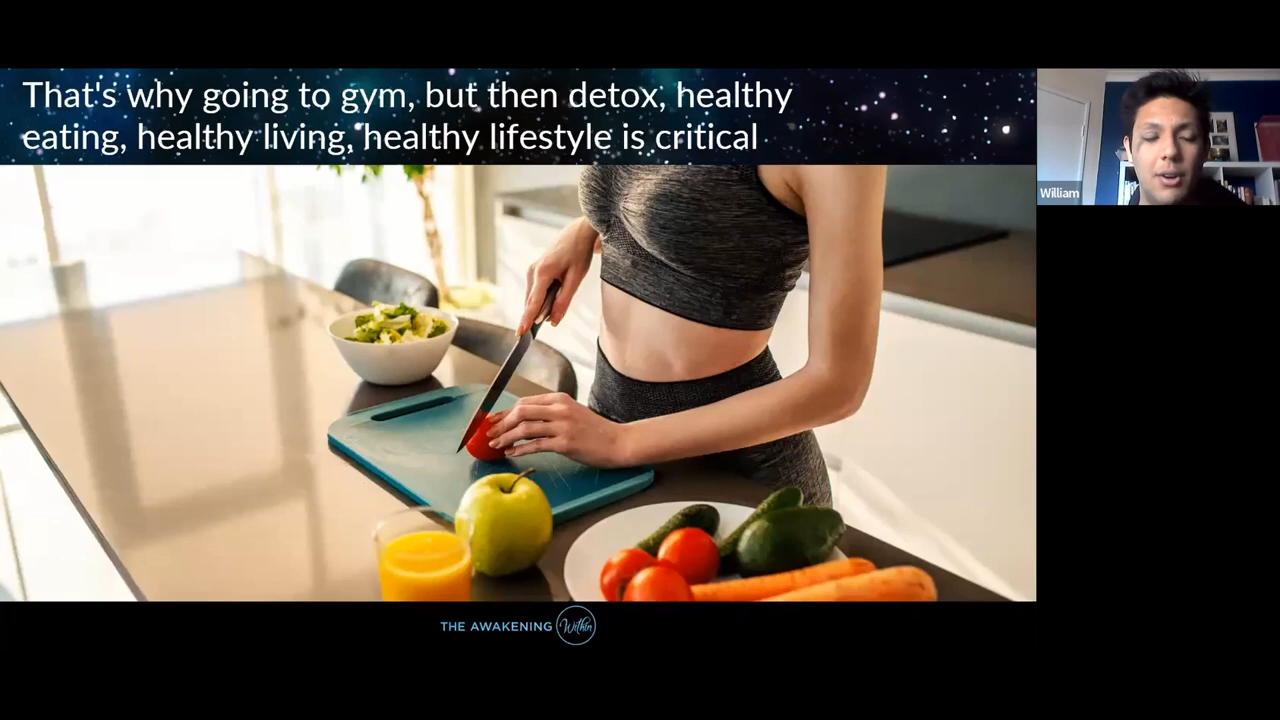 That's why going to gym, but then detox, healthy
eating, healthy living, healthy lifestyle is critical
William
THE AWAKENING Within